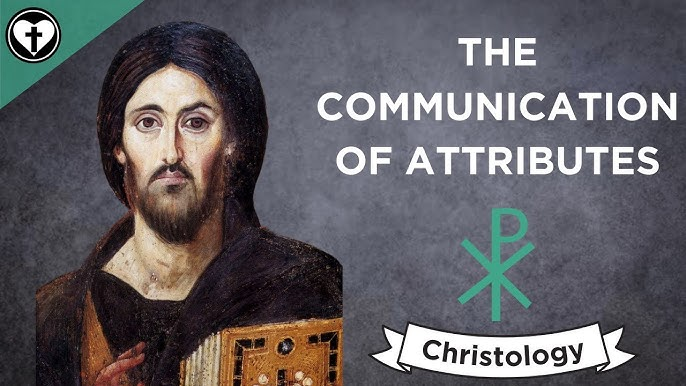 THE
COMMUNICATION
OF ATTRIBUTES
Christology